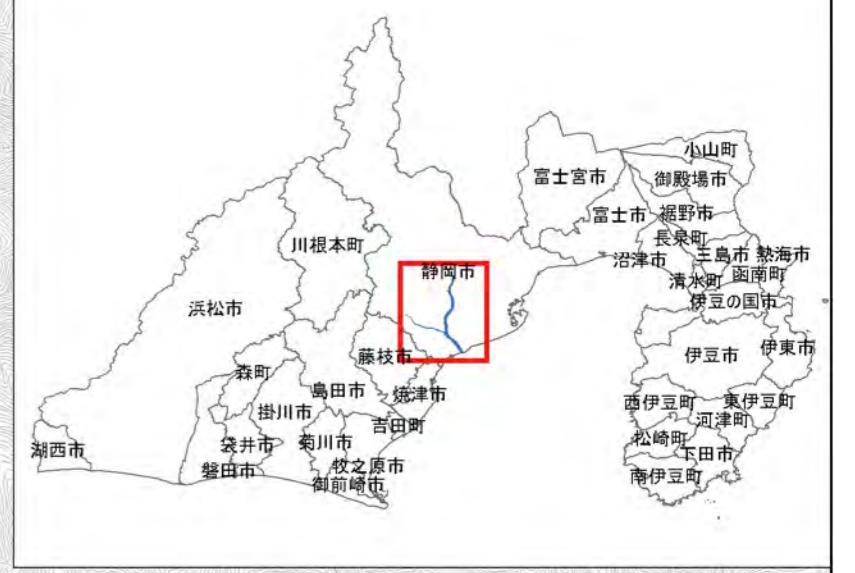 小山町
富士宮市
御殿場市
富士市
裾野市
長泉町
川根本町
三島市
熱海市
沼津市
静岡市
函南町
清水町
伊豆の国市
浜松市
伊豆市
伊東市
藤枝市
森町
島田市
焼津市
西伊豆町
東伊豆町
掛川市
河津町
吉田町
松崎町
湖西市
袋井市
菊川市
下田市
牧之原市
磐田市
南伊豆町
御前崎市